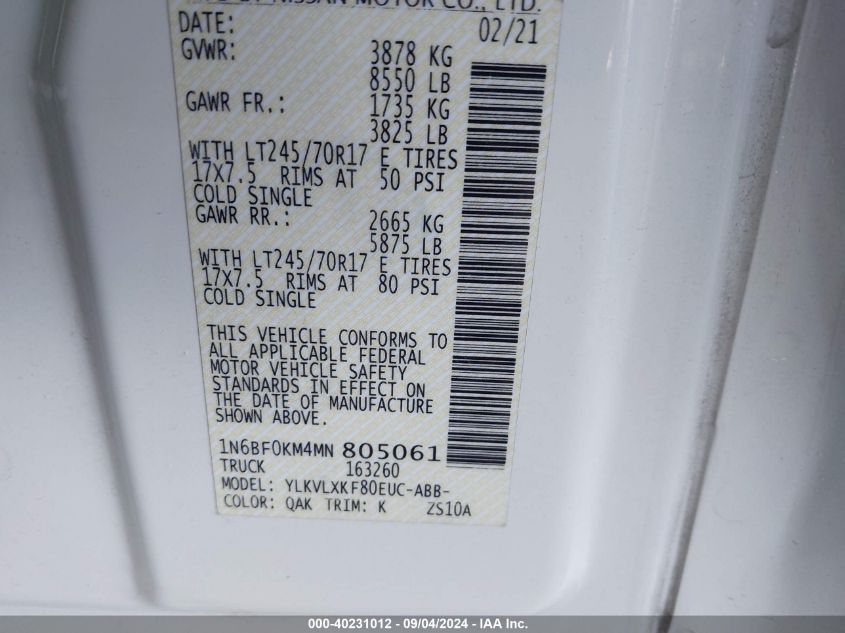 NISSAN MOTOR CO., LTD.
DATE: 02/21
GVWR: 3878 KG
8550 LB
GAWR FR.: 1735 KG
3825 LB
WITH LT245/70R17 E TIRES
17X7.5 RIMS AT 50 PSI
COLD SINGLE
GAWR RR.: 2665 KG
5875 LB
WITH LT245/70R17 E TIRES
17X7.5 RIMS AT 80 PSI
COLD SINGLE
THIS VEHICLE CONFORMS TO
ALL APPLICABLE FEDERAL
MOTOR VEHICLE SAFETY
STANDARDS IN EFFECT ON
THE DATE OF MANUFACTURE
SHOWN ABOVE.
1N6BF0KM4MN 805061
TRUCK 163260
MODEL: YLKVLXKF80EUC-ABB-
COLOR: QAK TRIM: K ZS10A
000-40231012 - 09/04/2024 - IAA Inc.